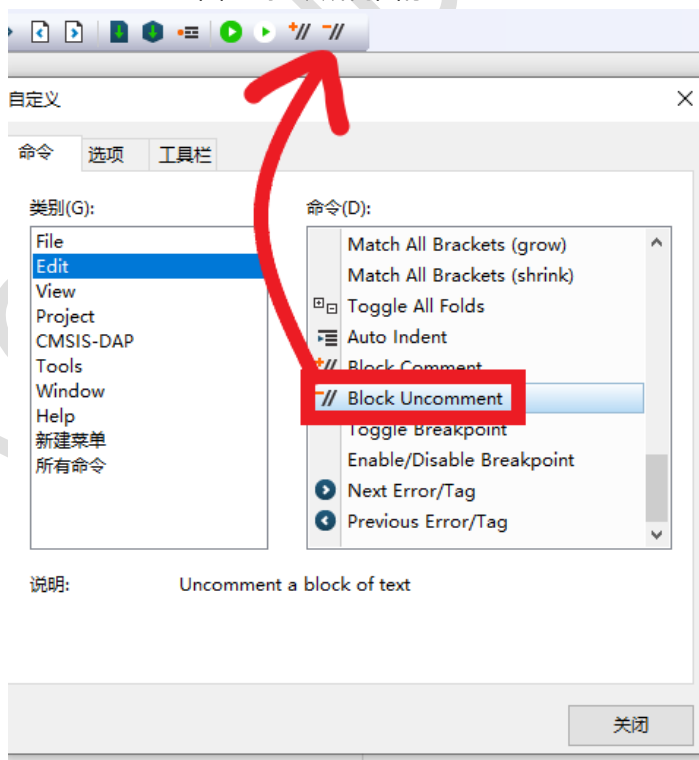 自定义
命令
选项
工具栏
类别(G):
File
Edit
View
Project
CMSIS-DAP
Tools
Window
Help
新建菜单
所有命令
命令(D):
Match All Brackets (grow)
Match All Brackets (shrink)
Toggle All Folds
Auto Indent
Block Comment
Block Uncomment
Toggle Breakpoint
Enable/Disable Breakpoint
Next Error/Tag
Previous Error/Tag
说明:
Uncomment a block of text
关闭